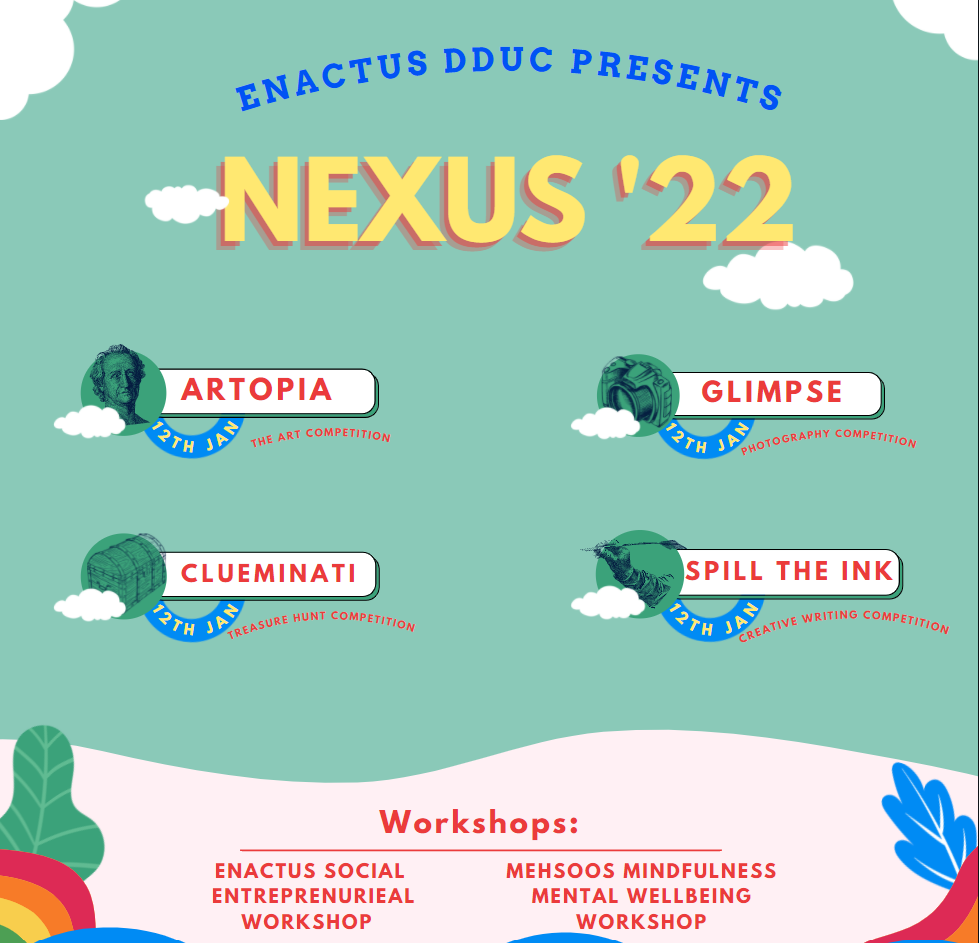 ENACTUS DDUC PRESENTS
NEXUS '22
ARTOPIA
12TH JAN
THE ART COMPETITION
GLIMPSE
12TH JAN
PHOTOGRAPHY COMPETITION
CLUEMINATI
12TH JAN
TREASURE HUNT COMPETITION
SPILL THE INK
12TH JAN
CREATIVE WRITING COMPETITION
Workshops:
ENACTUS SOCIAL
ENTREPRENURIEAL
WORKSHOP
MEHSOOS MINDFULNESS
MENTAL WELLBEING
WORKSHOP